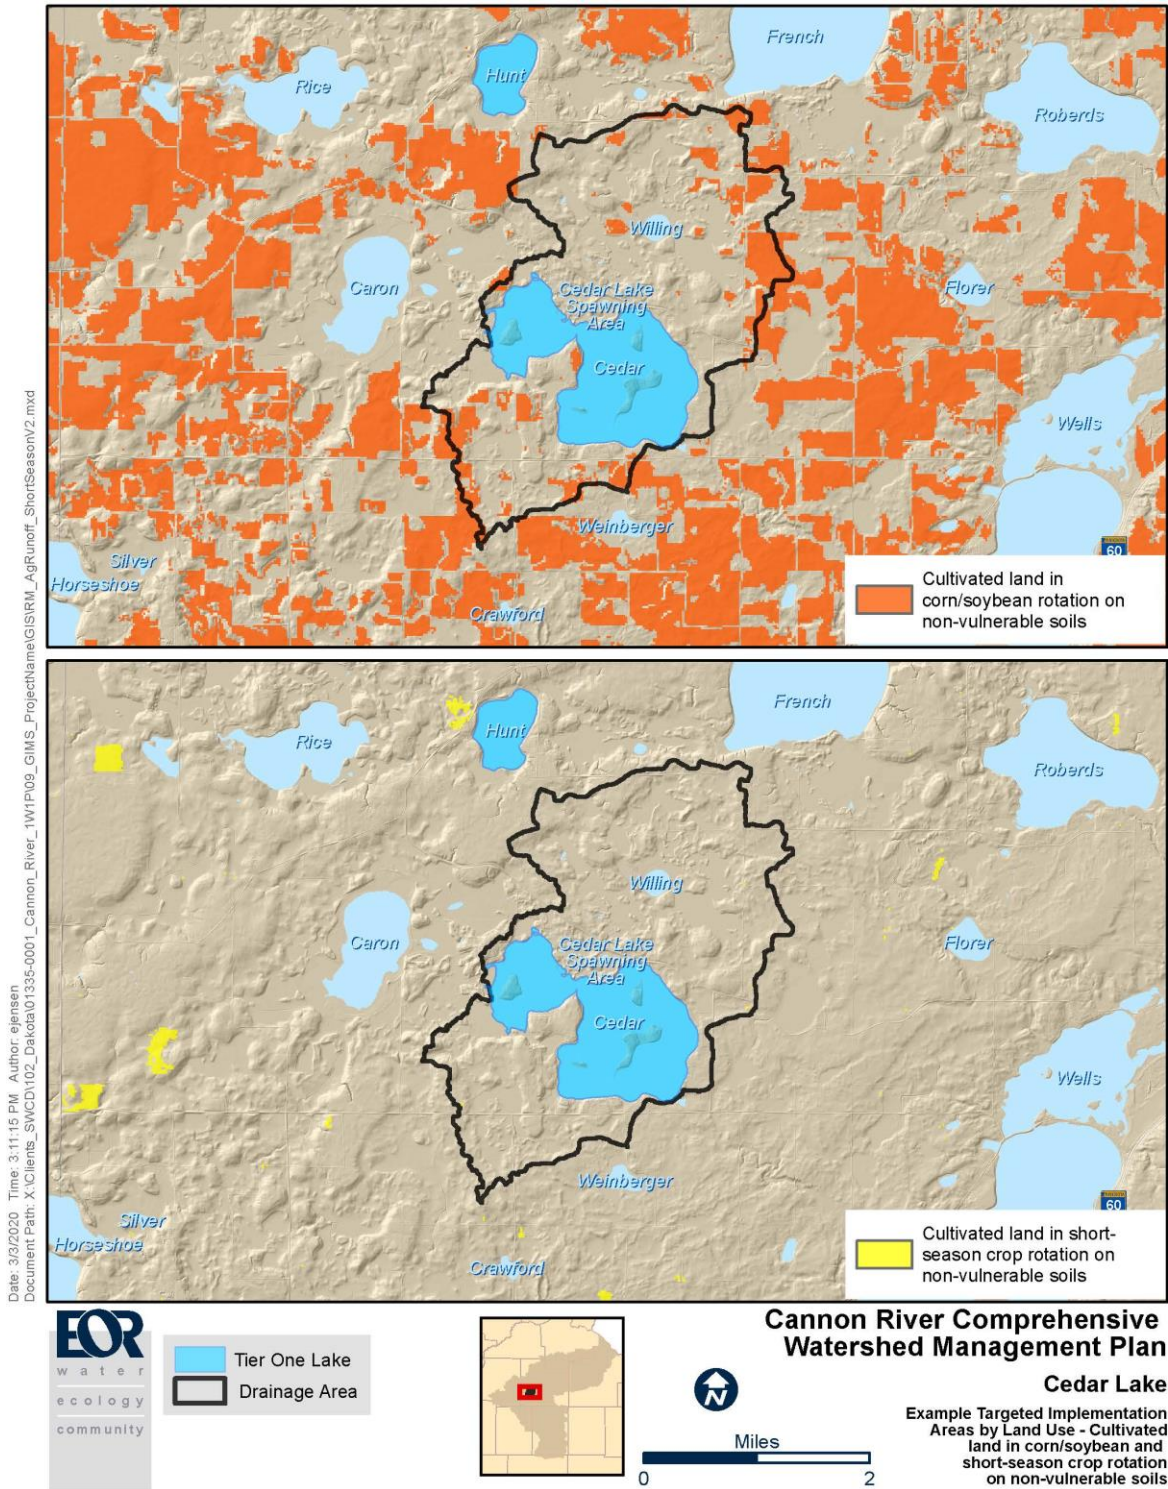 French
Rice
Hunt
Roberds
Willing
Caron
Cedar Lake
Spawning
Area
Florer
Cedar
Wells
Weinberger
Silver
Horseshoe
Crawford
60
Cultivated land in
corn/soybean rotation on
non-vulnerable soils
French
Rice
Hunt
Roberds
Willing
Caron
Cedar Lake
Spawning
Area
Florer
Cedar
Wells
Weinberger
Silver
Horseshoe
Crawford
60
Cultivated land in short-
season crop rotation on
non-vulnerable soils
Date: 3/3/2020 Time: 3:11:15 PM Author: ejensen
Document Path: X:\Clients_SWCD\102_Dakota\01335-0001_Cannon_River_1W1P\09_GIMS_ProjectName\GIS\RM_AgRunoff_ShortSeasonV2.mxd
EOR
water
ecology
community
Tier One Lake
Drainage Area
N
Miles
0 2
Cannon River Comprehensive
Watershed Management Plan
Cedar Lake
Example Targeted Implementation
Areas by Land Use - Cultivated
land in corn/soybean and
short-season crop rotation
on non-vulnerable soils